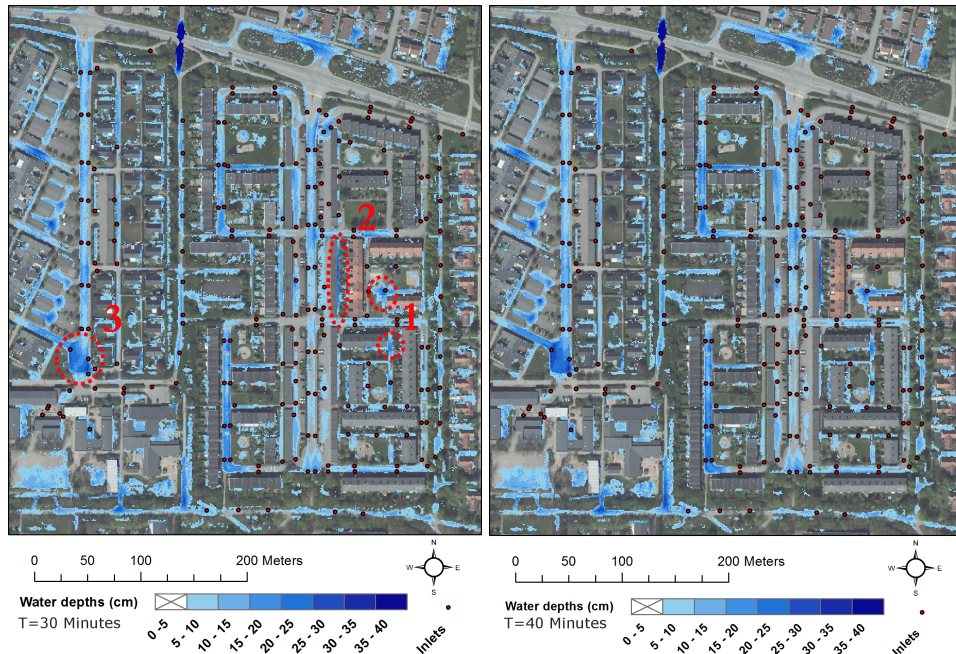 2
1
3
0 50 100 200 Meters
N
W E
S
Water depths (cm)
T=30 Minutes
0 - 5
5 - 10
10 - 15
15 - 20
20 - 25
25 - 30
30 - 35
35 - 40
Inlets
0 50 100 200 Meters
N
W E
S
Water depths (cm)
T=40 Minutes
0 - 5
5 - 10
10 - 15
15 - 20
20 - 25
25 - 30
30 - 35
35 - 40
Inlets